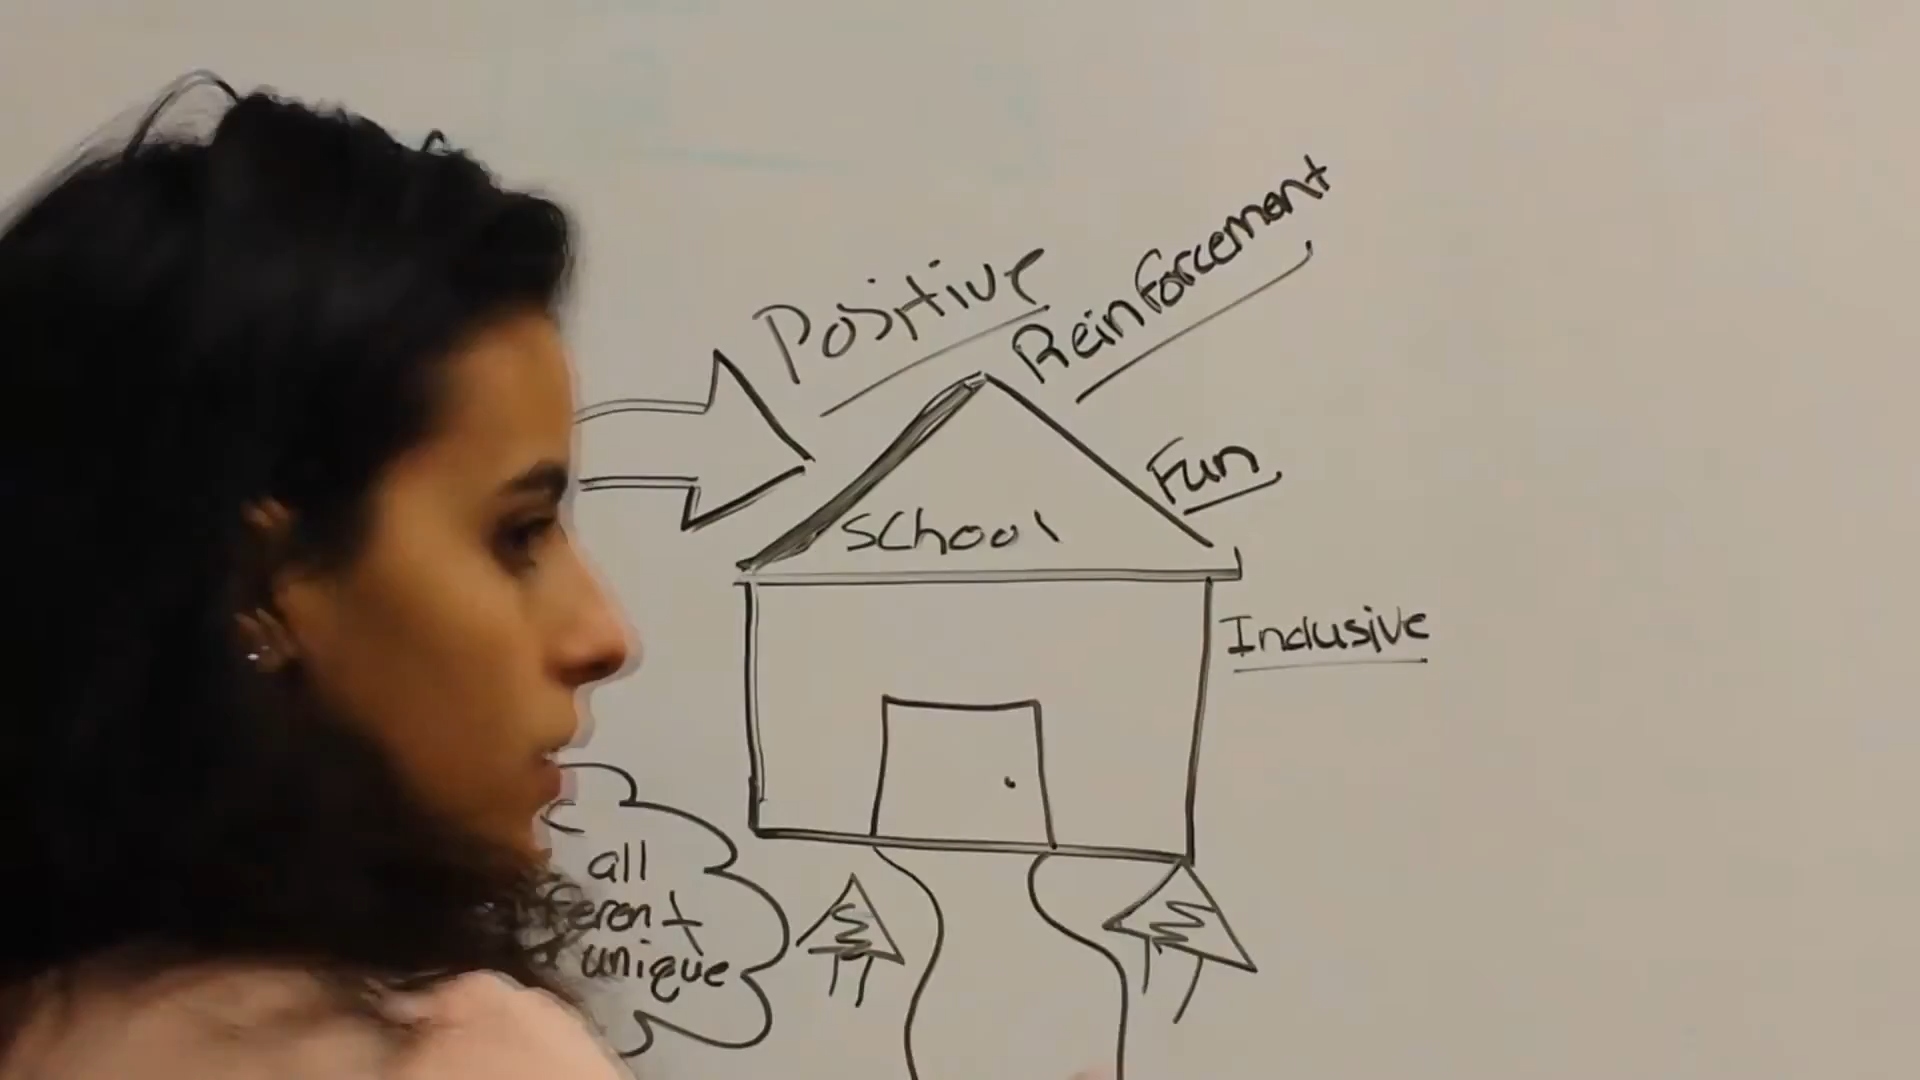 Positive
Reinforcement
Fun
School
Inclusive
all
unique